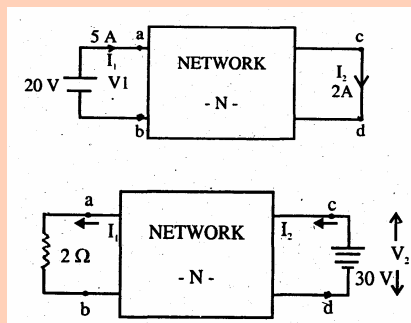 5 A a c
I₁ V1 NETWORK I₂
20 V - N - 2A
b d
a c
I₁ NETWORK I₂
2 Ω - N - 30 V V₂
b d